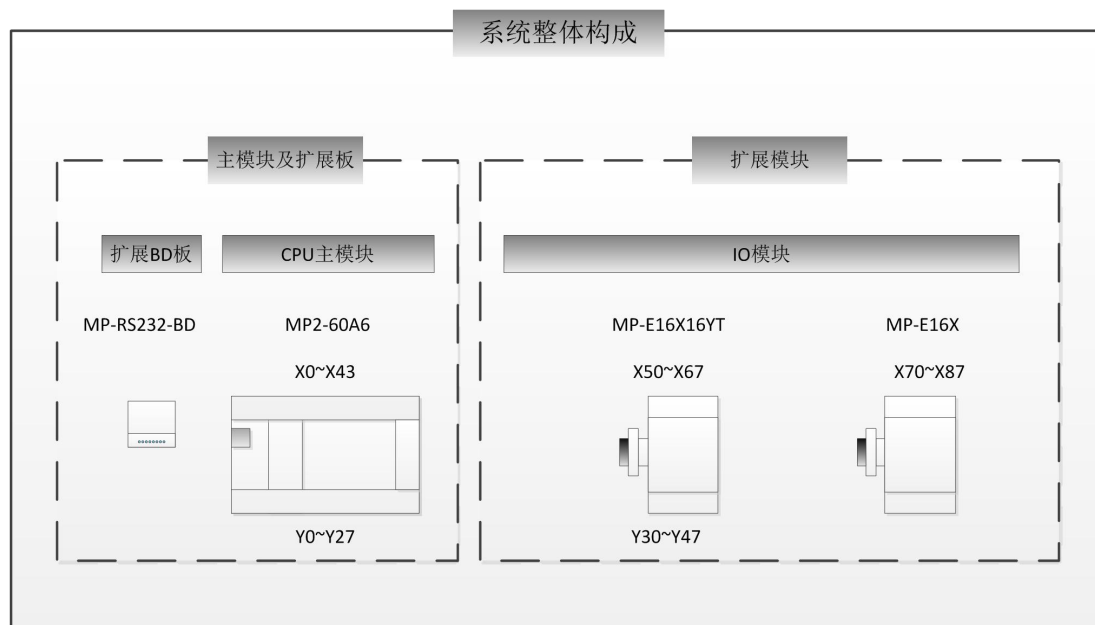 系统整体构成
主模块及扩展板
扩展模块
扩展BD板
CPU主模块
IO模块
MP-RS232-BD
MP2-60A6
MP-E16X16YT
MP-E16X
X0~X43
X50~X67
X70~X87
Y0~Y27
Y30~Y47